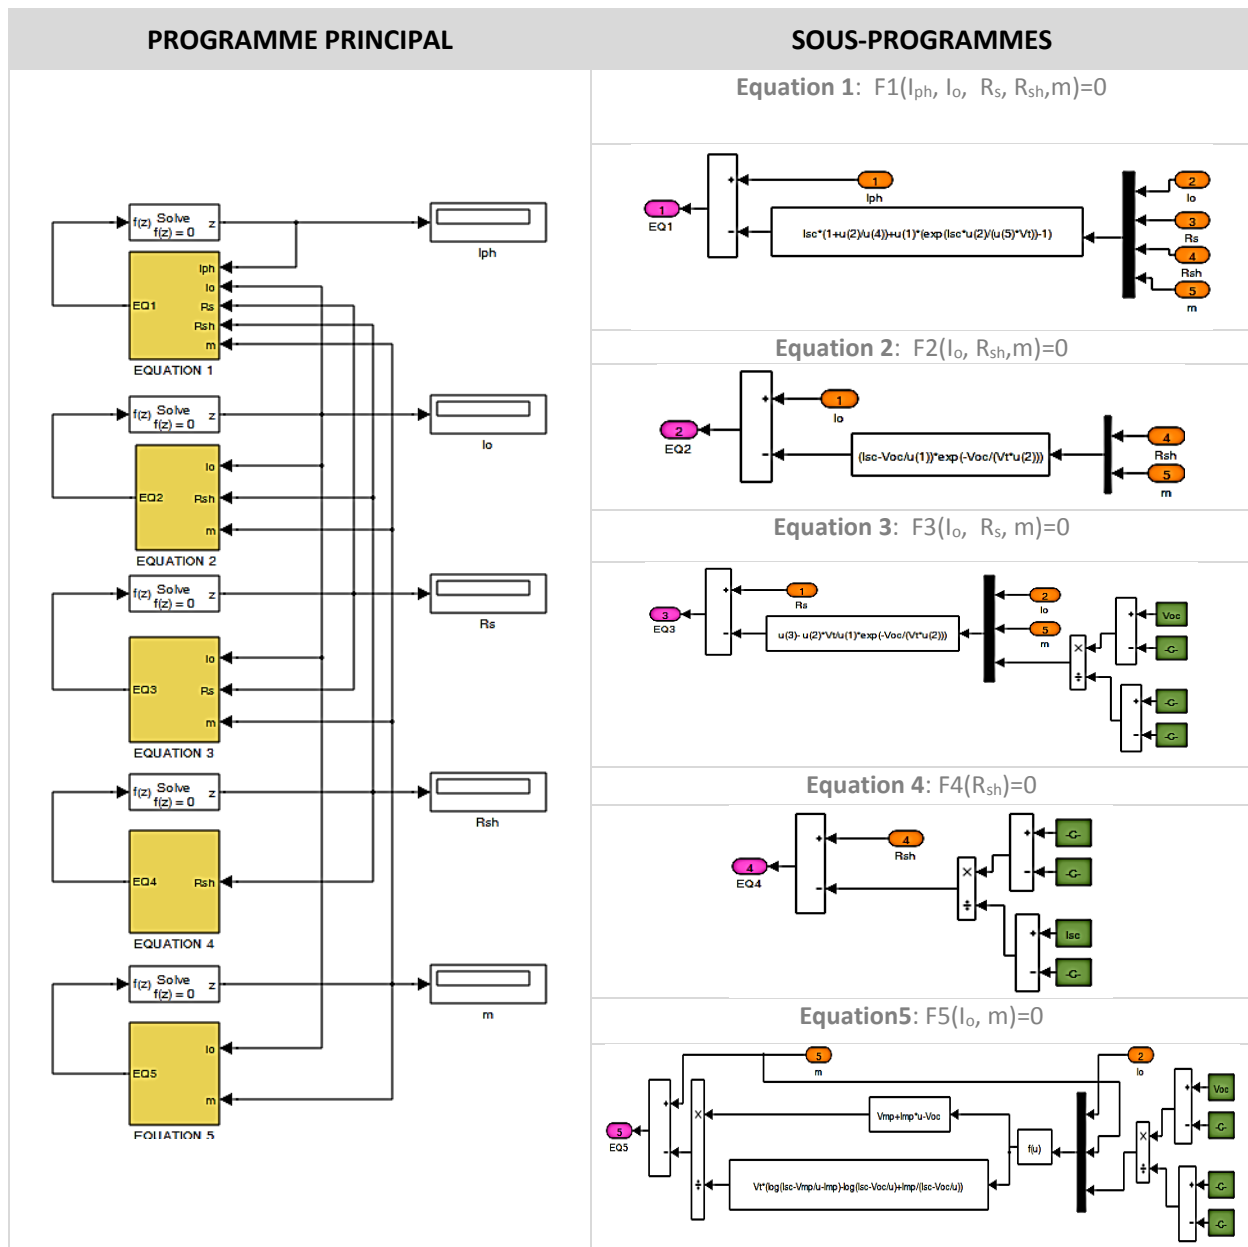 PROGRAMME PRINCIPAL
SOUS-PROGRAMMES
f(z) Solve f(z) = 0 z
Iph
Iph
Io
EQ1
Rs
Rsh
m
EQUATION 1
f(z) Solve f(z) = 0 z
Io
Io
EQ2
Rsh
m
EQUATION 2
f(z) Solve f(z) = 0 z
Rs
Io
EQ3
Rs
m
EQUATION 3
f(z) Solve f(z) = 0 z
Rsh
EQ4
Rsh
EQUATION 4
f(z) Solve f(z) = 0 z
m
Io
EQ5
m
EQUATION 5
Equation 1: F1(Iph, Io, Rs, Rsh,m)=0
1
Iph
+
1
EQ1
-
Isc*(1+u(2)/u(4))+u(1)*(exp(Isc*u(2)/(u(5)*Vt))-1)
2
Io
3
Rs
4
Rsh
5
m
Equation 2: F2(Io, Rsh,m)=0
+
1
Io
2
EQ2
-
(Isc-Voc/u(1))*exp(-Voc/(Vt*u(2)))
4
Rsh
5
m
Equation 3: F3(Io, Rs, m)=0
+
1
Rs
3
EQ3
-
u(3)- u(2)*Vt/u(1)*exp(-Voc/(Vt*u(2)))
2
Io
5
m
×
÷
+
Voc
-
-G-
+
-G-
-
-G-
Equation 4: F4(Rsh)=0
+
4
Rsh
4
EQ4
-
×
÷
+
-G-
-
-G-
+
Isc
-
-G-
Equation5: F5(Io, m)=0
5
m
2
Io
+
5
EQ5
-
×
÷
Vmp+Imp*u-Voc
f(u)
Vt*(log(Isc-Vmp/u-Imp)-log(Isc-Voc/u)+Imp/(Isc-Voc/u))
×
÷
+
Voc
-
-G-
+
-G-
-
-G-